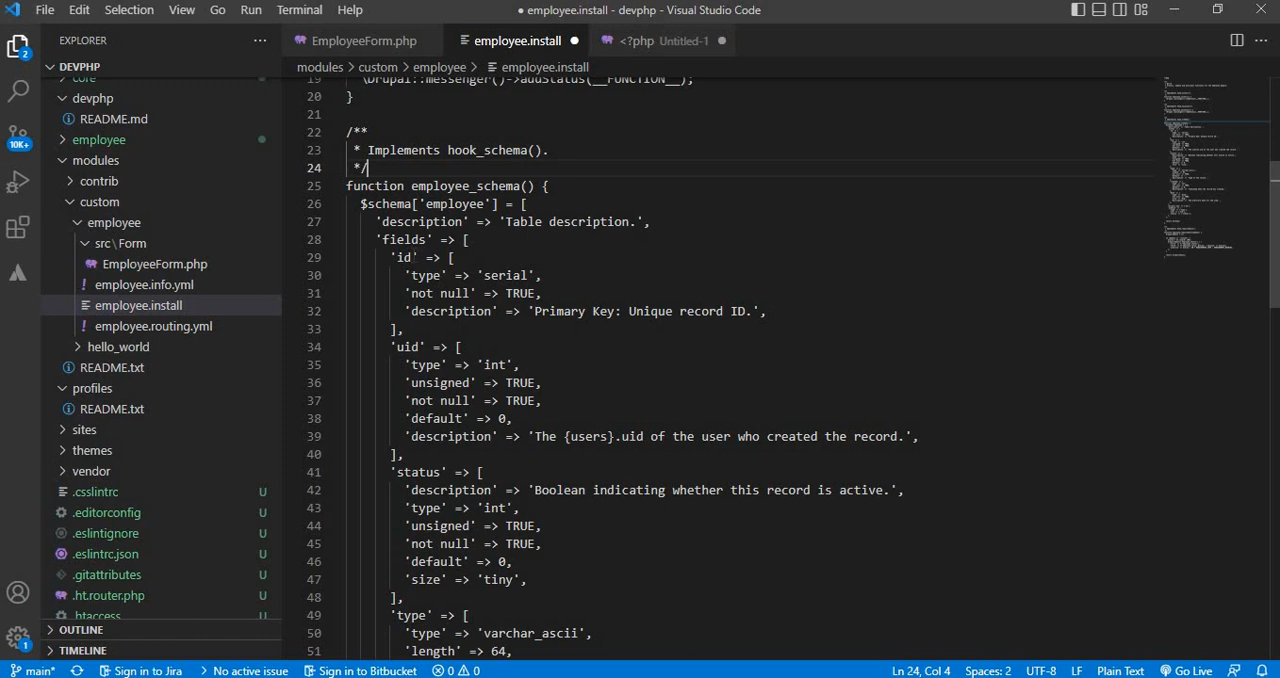 File Edit Selection View Go Run Terminal Help
● employee.install - devphp - Visual Studio Code
EXPLORER
EmployeeForm.php
employee.install
<?php Untitled-1
DEVPHP
modules > custom > employee > employee.install
core
devphp
README.md
employee
modules
contrib
custom
employee
src\Form
EmployeeForm.php
employee.info.yml
employee.install
employee.routing.yml
hello_world
README.txt
profiles
README.txt
sites
themes
vendor
.csslintrc U
.editorconfig U
.eslintignore U
.eslintrc.json U
.gitattributes U
.ht.router.php U
.htaccess U
OUTLINE
TIMELINE
2
10K+
1
19 \Drupal::messenger()->addStatus(__FUNCTION__);
20 }
21
22 /**
23 * Implements hook_schema().
24 */
25 function employee_schema() {
26 $schema['employee'] = [
27 'description' => 'Table description.',
28 'fields' => [
29 'id' => [
30 'type' => 'serial',
31 'not null' => TRUE,
32 'description' => 'Primary Key: Unique record ID.',
33 ],
34 'uid' => [
35 'type' => 'int',
36 'unsigned' => TRUE,
37 'not null' => TRUE,
38 'default' => 0,
39 'description' => 'The {users}.uid of the user who created the record.',
40 ],
41 'status' => [
42 'description' => 'Boolean indicating whether this record is active.',
43 'type' => 'int',
44 'unsigned' => TRUE,
45 'not null' => TRUE,
46 'default' => 0,
47 'size' => 'tiny',
48 ],
49 'type' => [
50 'type' => 'varchar_ascii',
51 'length' => 64,
main* Sign in to Jira No active issue Sign in to Bitbucket 0 0 Ln 24, Col 4 Spaces: 2 UTF-8 LF Plain Text Go Live